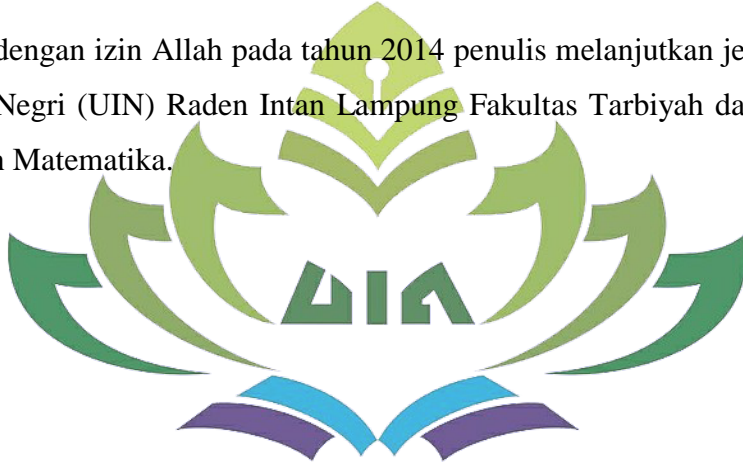 dengan izin Allah pada tahun 2014 penulis melanjutkan je
Negri (UIN) Raden Intan Lampung Fakultas Tarbiyah da
Matematika.
UIN